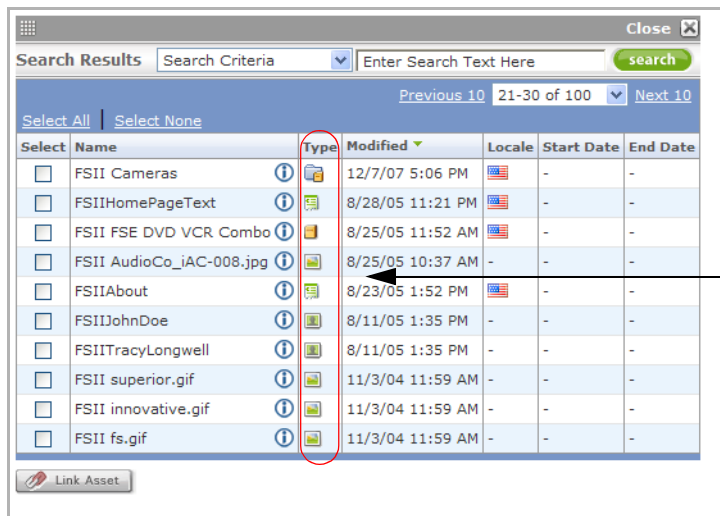 Close
Search Results Search Criteria Enter Search Text Here search
Previous 10 21-30 of 100 Next 10
Select All Select None
Select Name Type Modified Locale Start Date End Date
FSII Cameras 12/7/07 5:06 PM - -
FSIIHomePageText 8/28/05 11:21 PM - -
FSII FSE DVD VCR Combo 8/25/05 11:52 AM - -
FSII AudioCo_iAC-008.jpg 8/25/05 10:37 AM - - -
FSIIAbout 8/23/05 1:52 PM - -
FSIIJohnDoe 8/11/05 1:35 PM - - -
FSIITracyLongwell 8/11/05 1:35 PM - - -
FSII superior.gif 11/3/04 11:59 AM - - -
FSII innovative.gif 11/3/04 11:59 AM - - -
FSII fs.gif 11/3/04 11:59 AM - - -
Link Asset